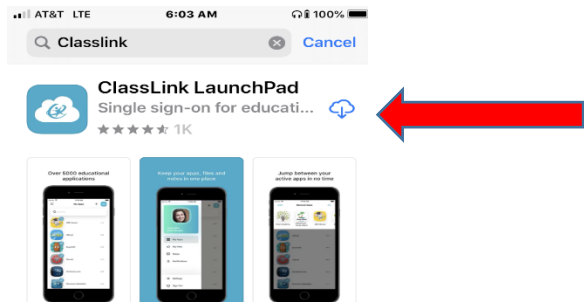 AT&T LTE 6:03 AM 100%
Classlink Cancel
ClassLink LaunchPad
Single sign-on for educati...
1K
Over 6000 educational
applications
Keep your apps, files and
notes in one place
Jump between your
active apps in no time